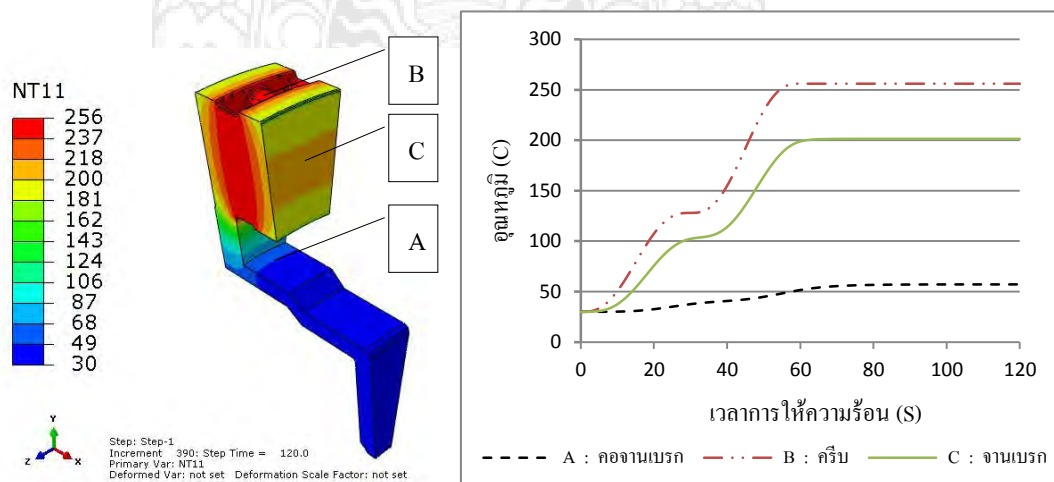 NT11
256
237
218
200
181
162
143
124
106
87
68
49
30
B
C
A
Y
Z
X
Step: Step-1
Increment 390: Step Time = 120.0
Primary Var: NT11
Deformed Var: not set Deformation Scale Factor: not set
อุณหภูมิ (C)
300
250
200
150
100
50
0
0 20 40 60 80 100 120
เวลาการให้ความร้อน (S)
A : คอจานเบรก B : ครีบ C : จานเบรก